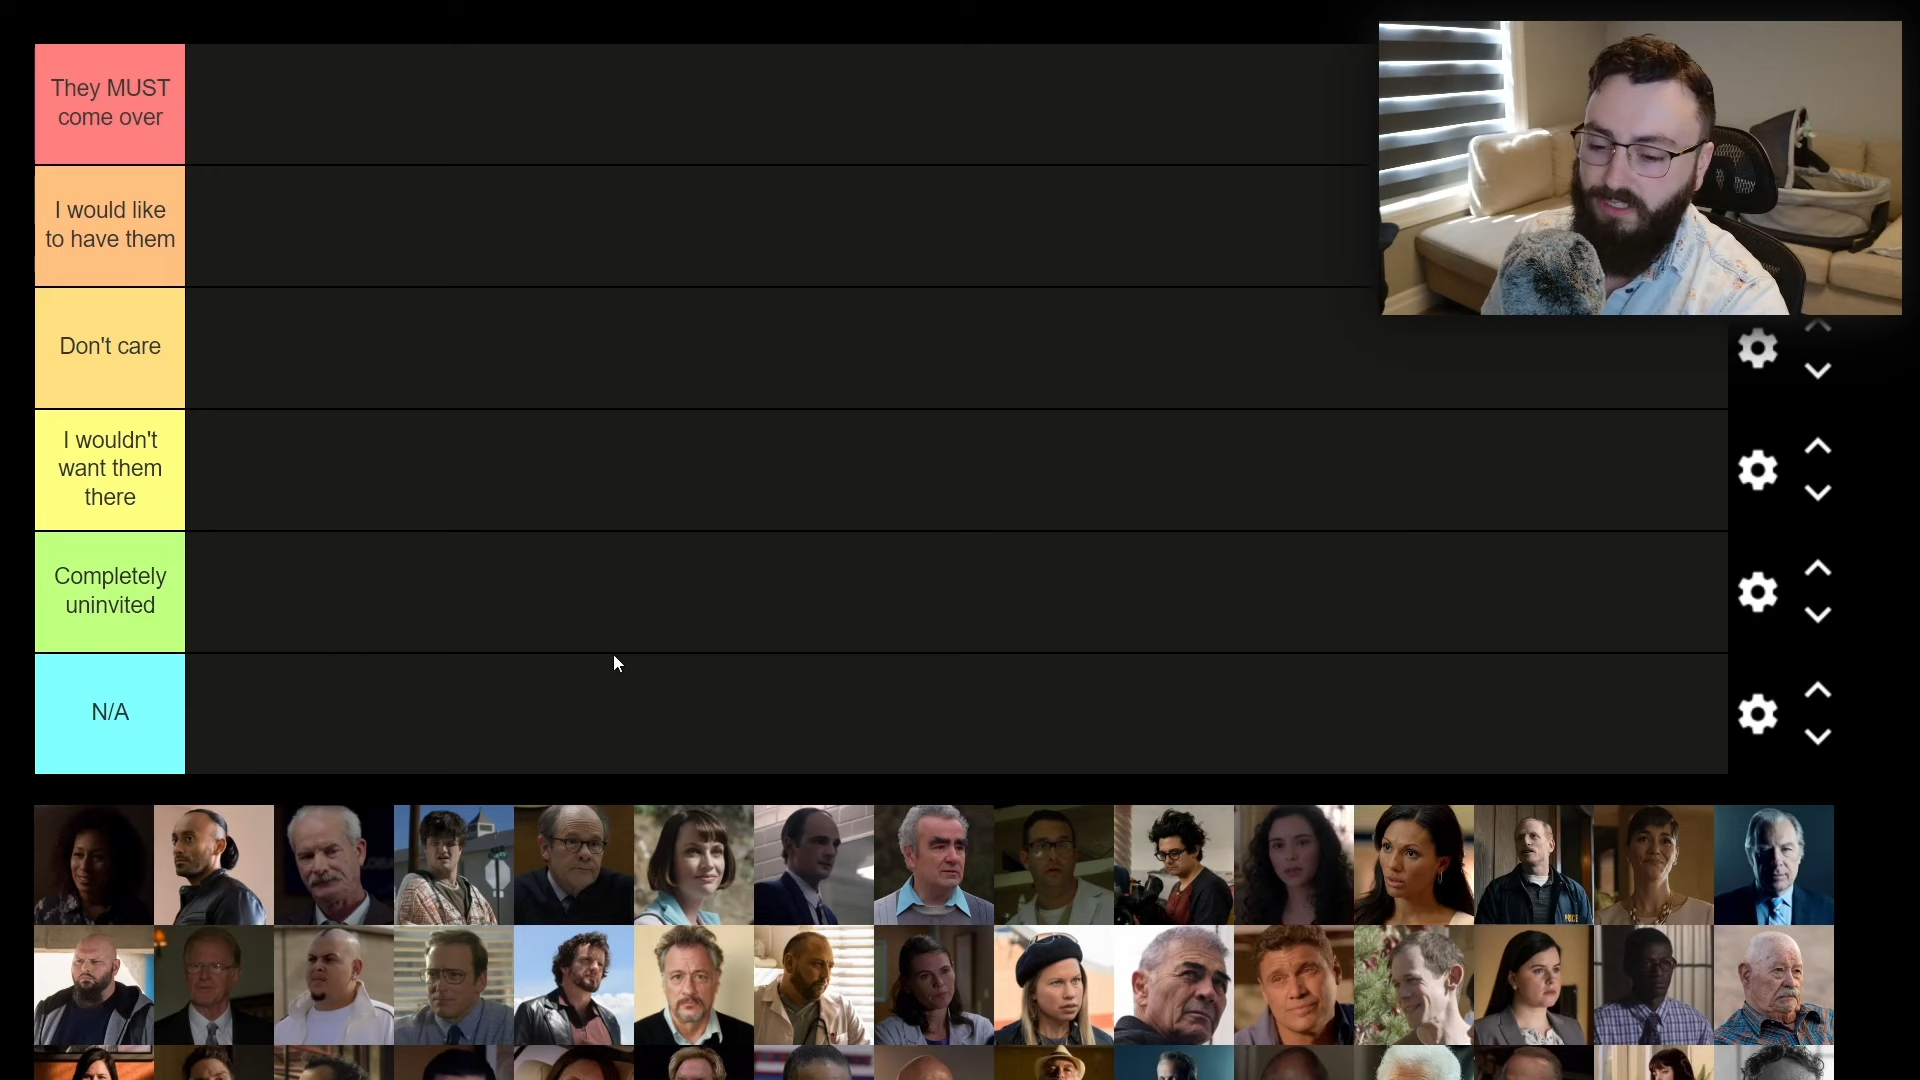 They MUST
come over
I would like
to have them
Don't care
I wouldn't
want them
there
Completely
uninvited
N/A